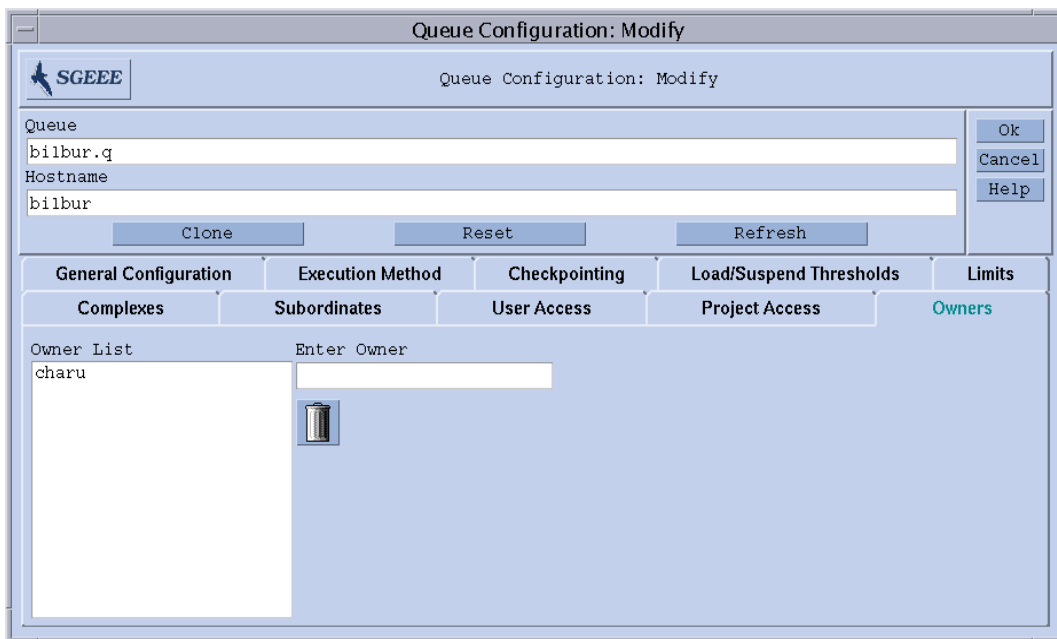 Queue Configuration: Modify
SGEEE
Queue Configuration: Modify
Queue
bilbur.q
Hostname
bilbur
Clone Reset Refresh
Ok
Cancel
Help
General Configuration Execution Method Checkpointing Load/Suspend Thresholds Limits
Complexes Subordinates User Access Project Access Owners
Owner List Enter Owner
charu